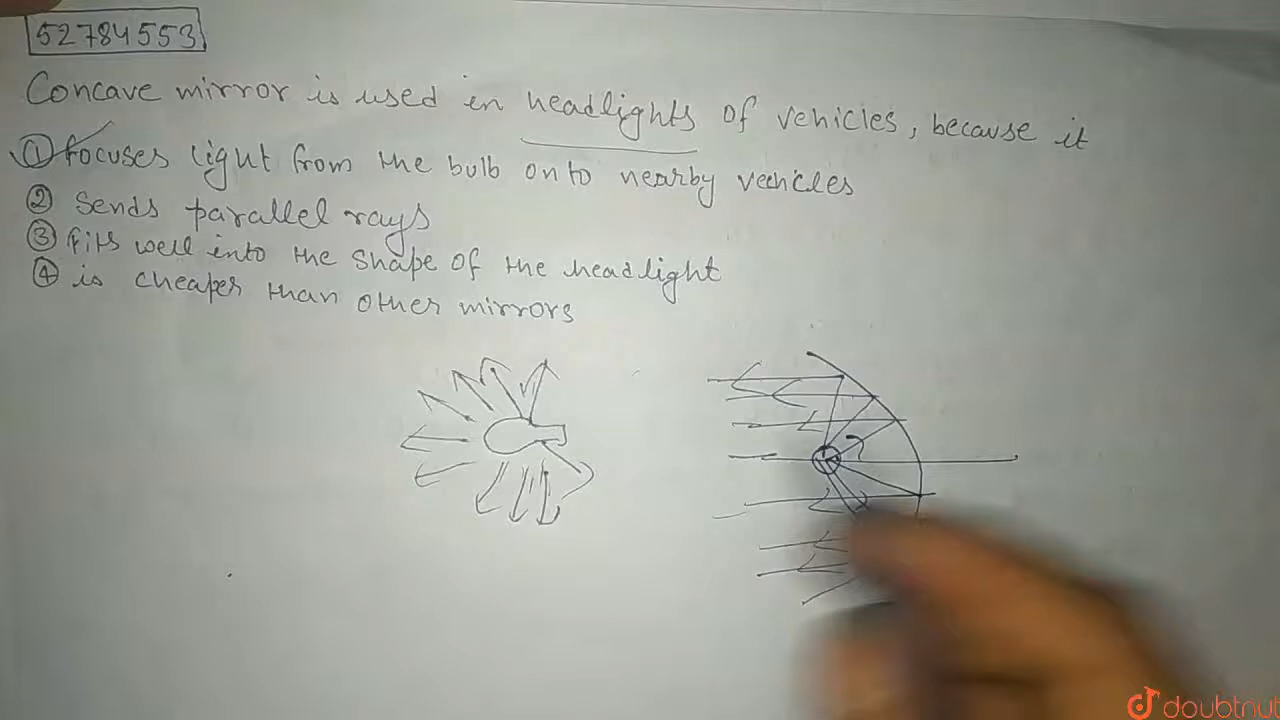 52784553
Concave mirror is used in headlights of vehicles, because it
① focuses light from the bulb onto nearby vechicles
② Sends parallel rays
③ fits well into the shape of the headlight
④ is cheaper than other mirrors
doubtnut